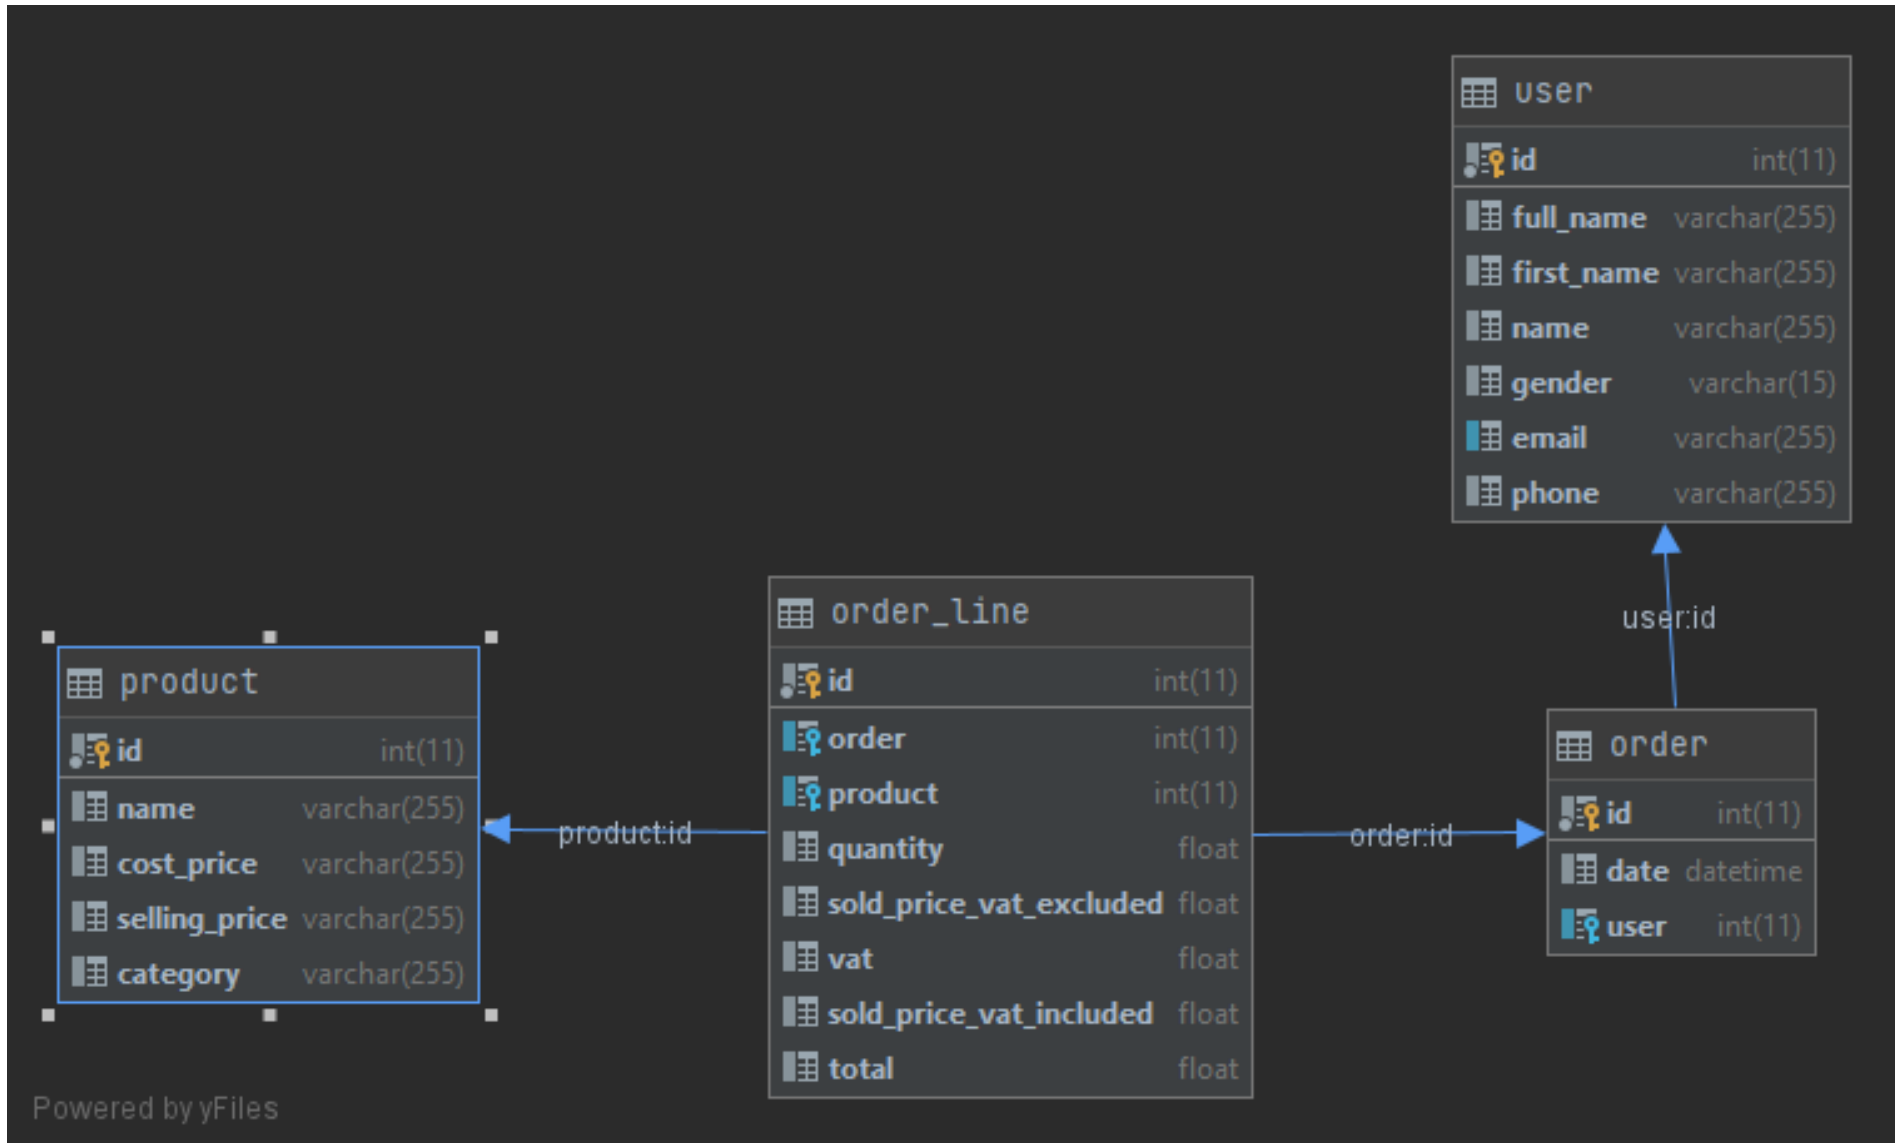 user
id int(11)
full_name varchar(255)
first_name varchar(255)
name varchar(255)
gender varchar(15)
email varchar(255)
phone varchar(255)
user:id
order_line
id int(11)
order int(11)
product int(11)
quantity float
sold_price_vat_excluded float
vat float
sold_price_vat_included float
total float
product
id int(11)
name varchar(255)
cost_price varchar(255)
selling_price varchar(255)
category varchar(255)
product:id
order:id
order
id int(11)
date datetime
user int(11)
Powered by yFiles